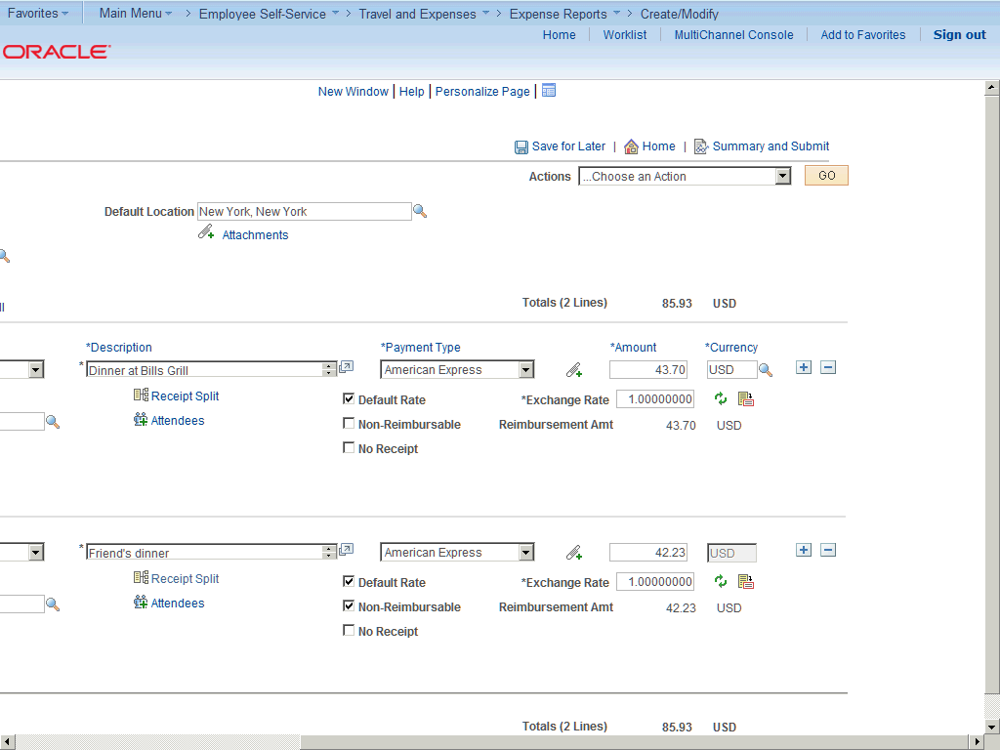 Favorites Main Menu > Employee Self-Service > Travel and Expenses > Expense Reports > Create/Modify
Home Worklist MultiChannel Console Add to Favorites Sign out
ORACLE
New Window | Help | Personalize Page |
Save for Later | Home | Summary and Submit
Actions ...Choose an Action GO
Default Location New York, New York
Attachments
Totals (2 Lines) 85.93 USD
*Description *Payment Type *Amount *Currency
* Dinner at Bills Grill American Express 43.70 USD
Receipt Split Default Rate *Exchange Rate 1.00000000
Attendees Non-Reimbursable Reimbursement Amt 43.70 USD
No Receipt
* Friend's dinner American Express 42.23 USD
Receipt Split Default Rate *Exchange Rate 1.00000000
Attendees Non-Reimbursable Reimbursement Amt 42.23 USD
No Receipt
Totals (2 Lines) 85.93 USD